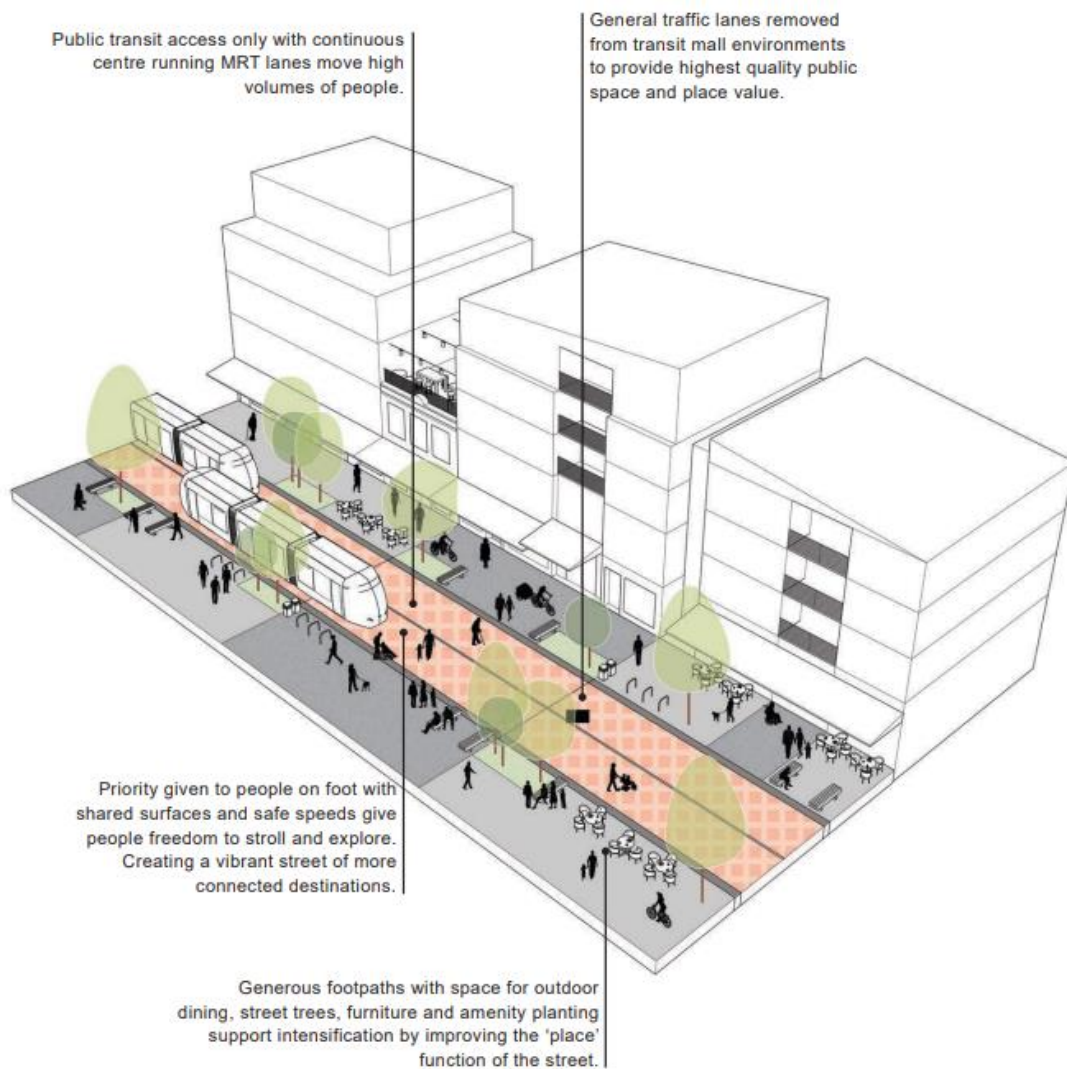 Public transit access only with continuous
centre running MRT lanes move high
volumes of people.
General traffic lanes removed
from transit mall environments
to provide highest quality public
space and place value.
Priority given to people on foot with
shared surfaces and safe speeds give
people freedom to stroll and explore.
Creating a vibrant street of more
connected destinations.
Generous footpaths with space for outdoor
dining, street trees, furniture and amenity planting
support intensification by improving the ‘place’
function of the street.